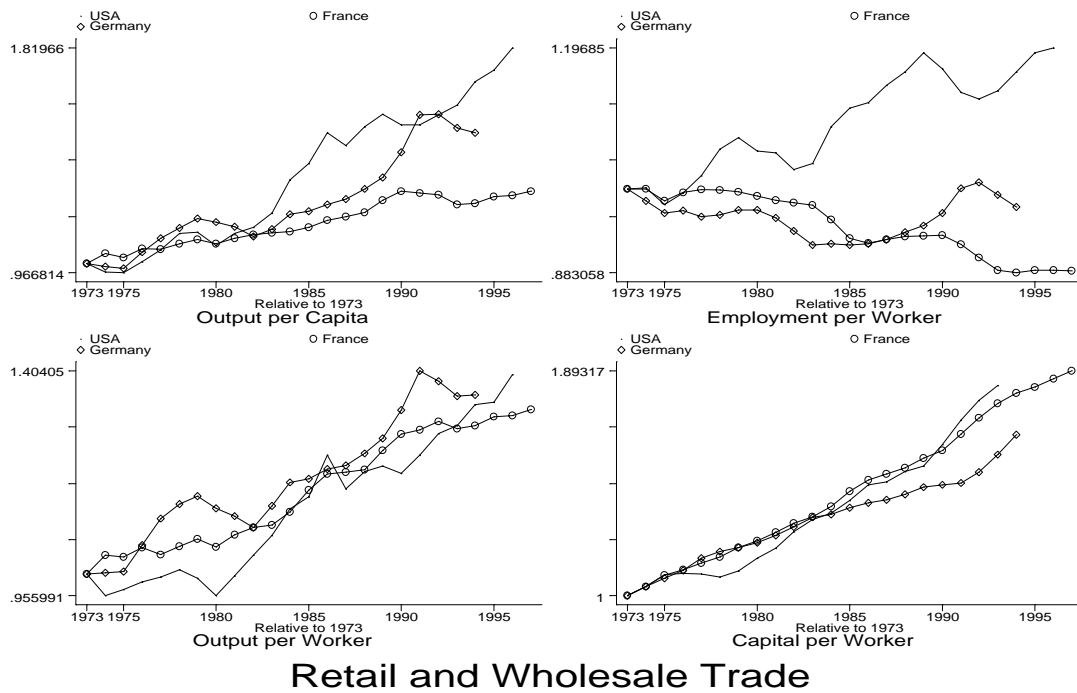 USA
France
Germany
1.81966
.966814
1973 1975 1980 1985 1990 1995
Relative to 1973
Output per Capita
USA
France
Germany
1.19685
.883058
1973 1975 1980 1985 1990 1995
Relative to 1973
Employment per Worker
USA
France
Germany
1.40405
.955991
1973 1975 1980 1985 1990 1995
Relative to 1973
Output per Worker
USA
France
Germany
1.89317
1
1973 1975 1980 1985 1990 1995
Relative to 1973
Capital per Worker
Retail and Wholesale Trade